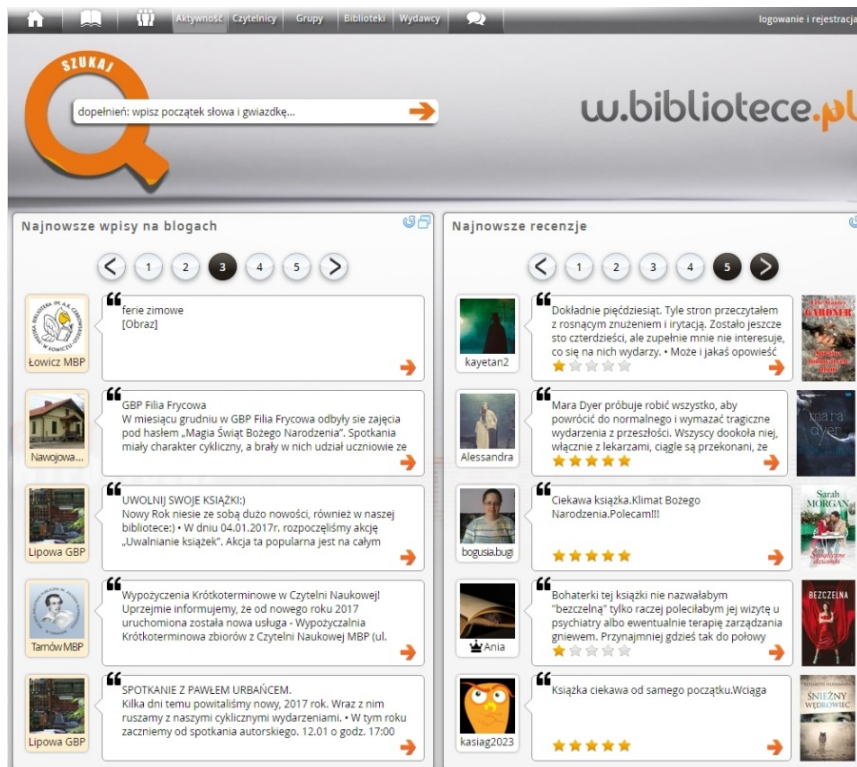 Aktywność Czytelnicy Grupy Biblioteki Wydawcy
logowanie i rejestracja
SZUKAJ
dopełnień: wpisz początek słowa i gwiazdkę...
w.bibliotece.pl
Najnowsze wpisy na blogach
1 2 3 4 5
Łowicz MBP
ferie zimowe
[Obraz]
Nawojowa...
GBP Filia Frycowa
W miesiącu grudniu w GBP Filia Frycowa odbyły sie zajęcia
pod hasłem „Magia Świąt Bożego Narodzenia”. Spotkania
miały charakter cykliczny, a brały w nich udział uczniowie ze
Lipowa GBP
UWOLNIJ SWOJE KSIĄŻKI:)
Nowy Rok niesie ze sobą dużo nowości, również w naszej
bibliotece:) • W dniu 04.01.2017r. rozpoczęliśmy akcję
„Uwalnianie książek”. Akcja ta popularna jest na całym
Tarnów MBP
Wypożyczenia Krótkoterminowe w Czytelni Naukowej!
Uprzejmie informujemy, że od nowego roku 2017
uruchomiona została nowa usługa - Wypożyczalnia
Krótkoterminowa zbiorów z Czytelni Naukowej MBP (ul.
Lipowa GBP
SPOTKANIE Z PAWŁEM URBAŃCEM.
Kilka dni temu powitaliśmy nowy, 2017 rok. Wraz z nim
ruszamy z naszymi cyklicznymi wydarzeniami. • W tym roku
zaczniemy od spotkania autorskiego. 12.01 o godz. 17:00
Najnowsze recenzje
1 2 3 4 5
kayetan2
Dokładnie pięćdziesiąt. Tyle stron przeczytałem
z rosnącym znużeniem i irytacją. Zostało jeszcze
sto czterdzieści, ale zupełnie mnie nie interesuje,
co się na nich wydarzy. • Może i jakaś opowieść
GARDNER
Alessandra
Mara Dyer próbuje robić wszystko, aby
powrócić do normalnego i wymazać tragiczne
wydarzenia z przeszłości. Wszyscy dookoła niej,
włącznie z lekarzami, ciągle są przekonani, że
mara
dyer
bogusia.bugi
Ciekawa książka.Klimat Bożego
Narodzenia.Polecam!!!
Sarah
MORGAN
Ania
Bohaterki tej książki nie nazwałabym
"bezczelną" tylko raczej poleciłabym jej wizytę u
psychiatry albo ewentualnie terapię zarządzania
gniewem. Przynajmniej gdzieś tak do połowy
BEZCZELNA
kasiag2023
Książka ciekawa od samego początku.Wciąga
ŚNIEŻNY
WĘDROWIEC